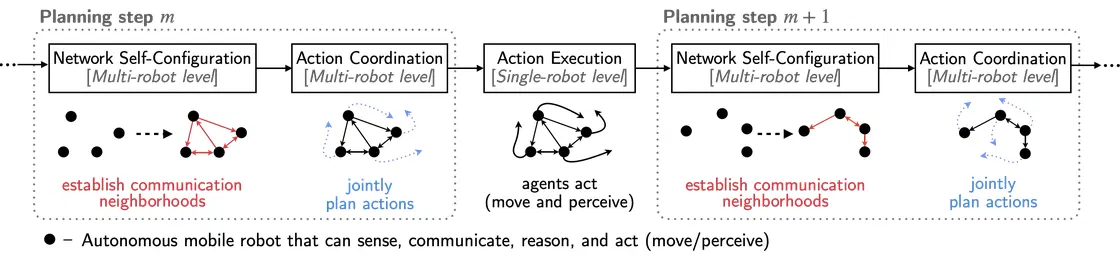 Planning step m
Planning step m + 1
Network Self-Configuration
[Multi-robot level]
Action Coordination
[Multi-robot level]
Action Execution
[Single-robot level]
Network Self-Configuration
[Multi-robot level]
Action Coordination
[Multi-robot level]
establish communication
neighborhoods
jointly
plan actions
agents act
(move and perceive)
establish communication
neighborhoods
jointly
plan actions
– Autonomous mobile robot that can sense, communicate, reason, and act (move/perceive)